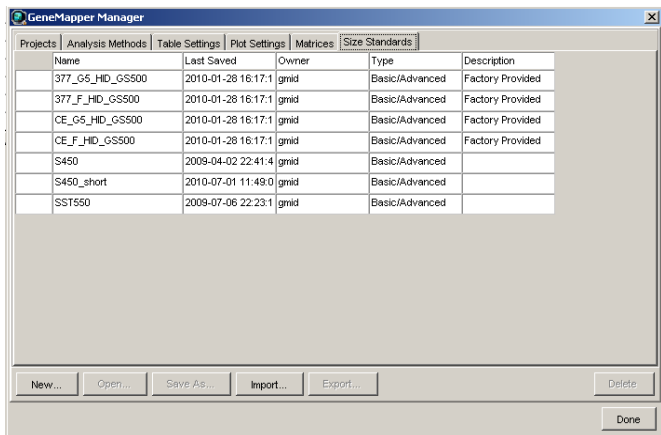 GeneMapper Manager
Projects Analysis Methods Table Settings Plot Settings Matrices Size Standards
Name Last Saved Owner Type Description
377_G5_HID_GS500 2010-01-28 16:17:1 gmid Basic/Advanced Factory Provided
377_F_HID_GS500 2010-01-28 16:17:1 gmid Basic/Advanced Factory Provided
CE_G5_HID_GS500 2010-01-28 16:17:1 gmid Basic/Advanced Factory Provided
CE_F_HID_GS500 2010-01-28 16:17:1 gmid Basic/Advanced Factory Provided
S450 2009-04-02 22:41:4 gmid Basic/Advanced
S450_short 2010-07-01 11:49:0 gmid Basic/Advanced
SST550 2009-07-06 22:23:1 gmid Basic/Advanced
New... Open... Save As... Import... Export... Delete
Done